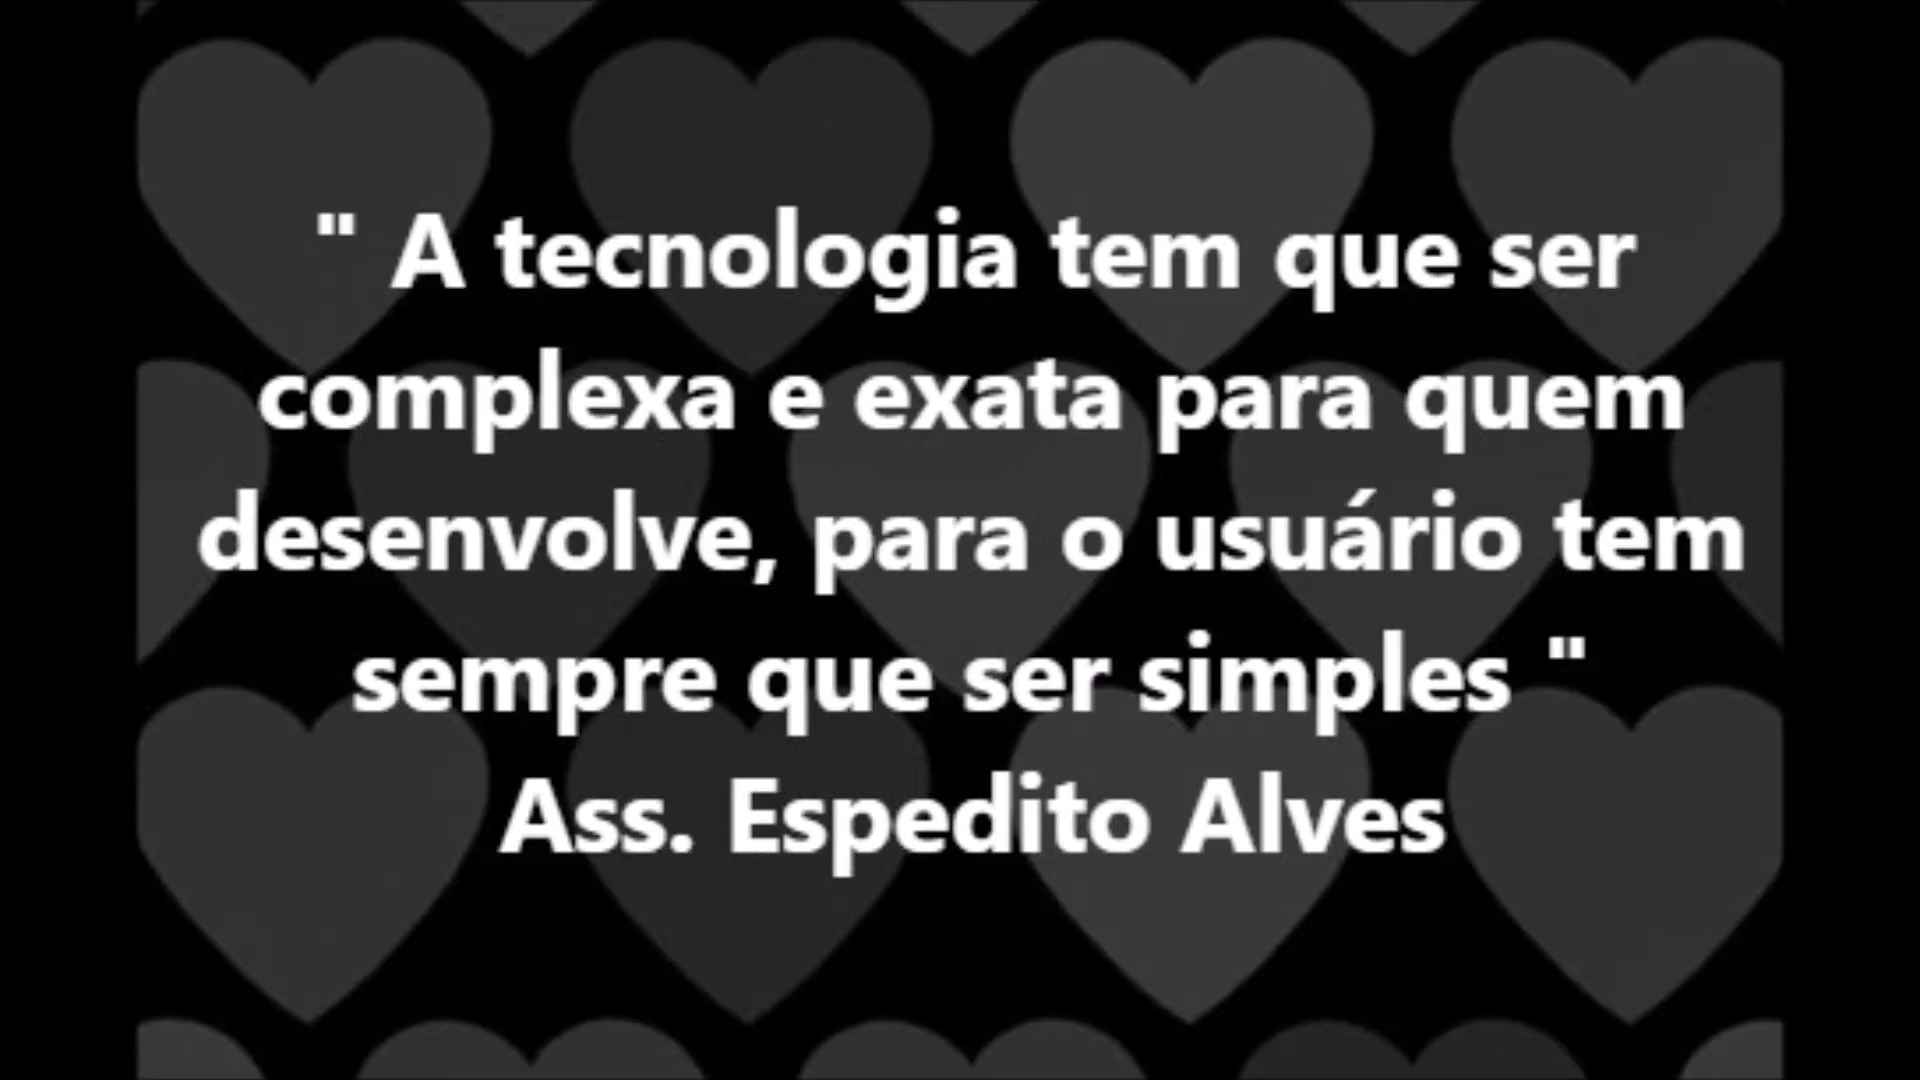 " A tecnologia tem que ser
complexa e exata para quem
desenvolve, para o usuário tem
sempre que ser simples "
Ass. Espedito Alves